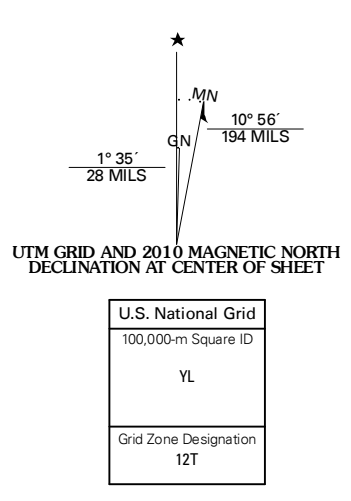 MN
GN
10° 56´
194 MILS
1° 35´
28 MILS
UTM GRID AND 2010 MAGNETIC NORTH
DECLINATION AT CENTER OF SHEET
U.S. National Grid
100,000-m Square ID
YL
Grid Zone Designation
12T